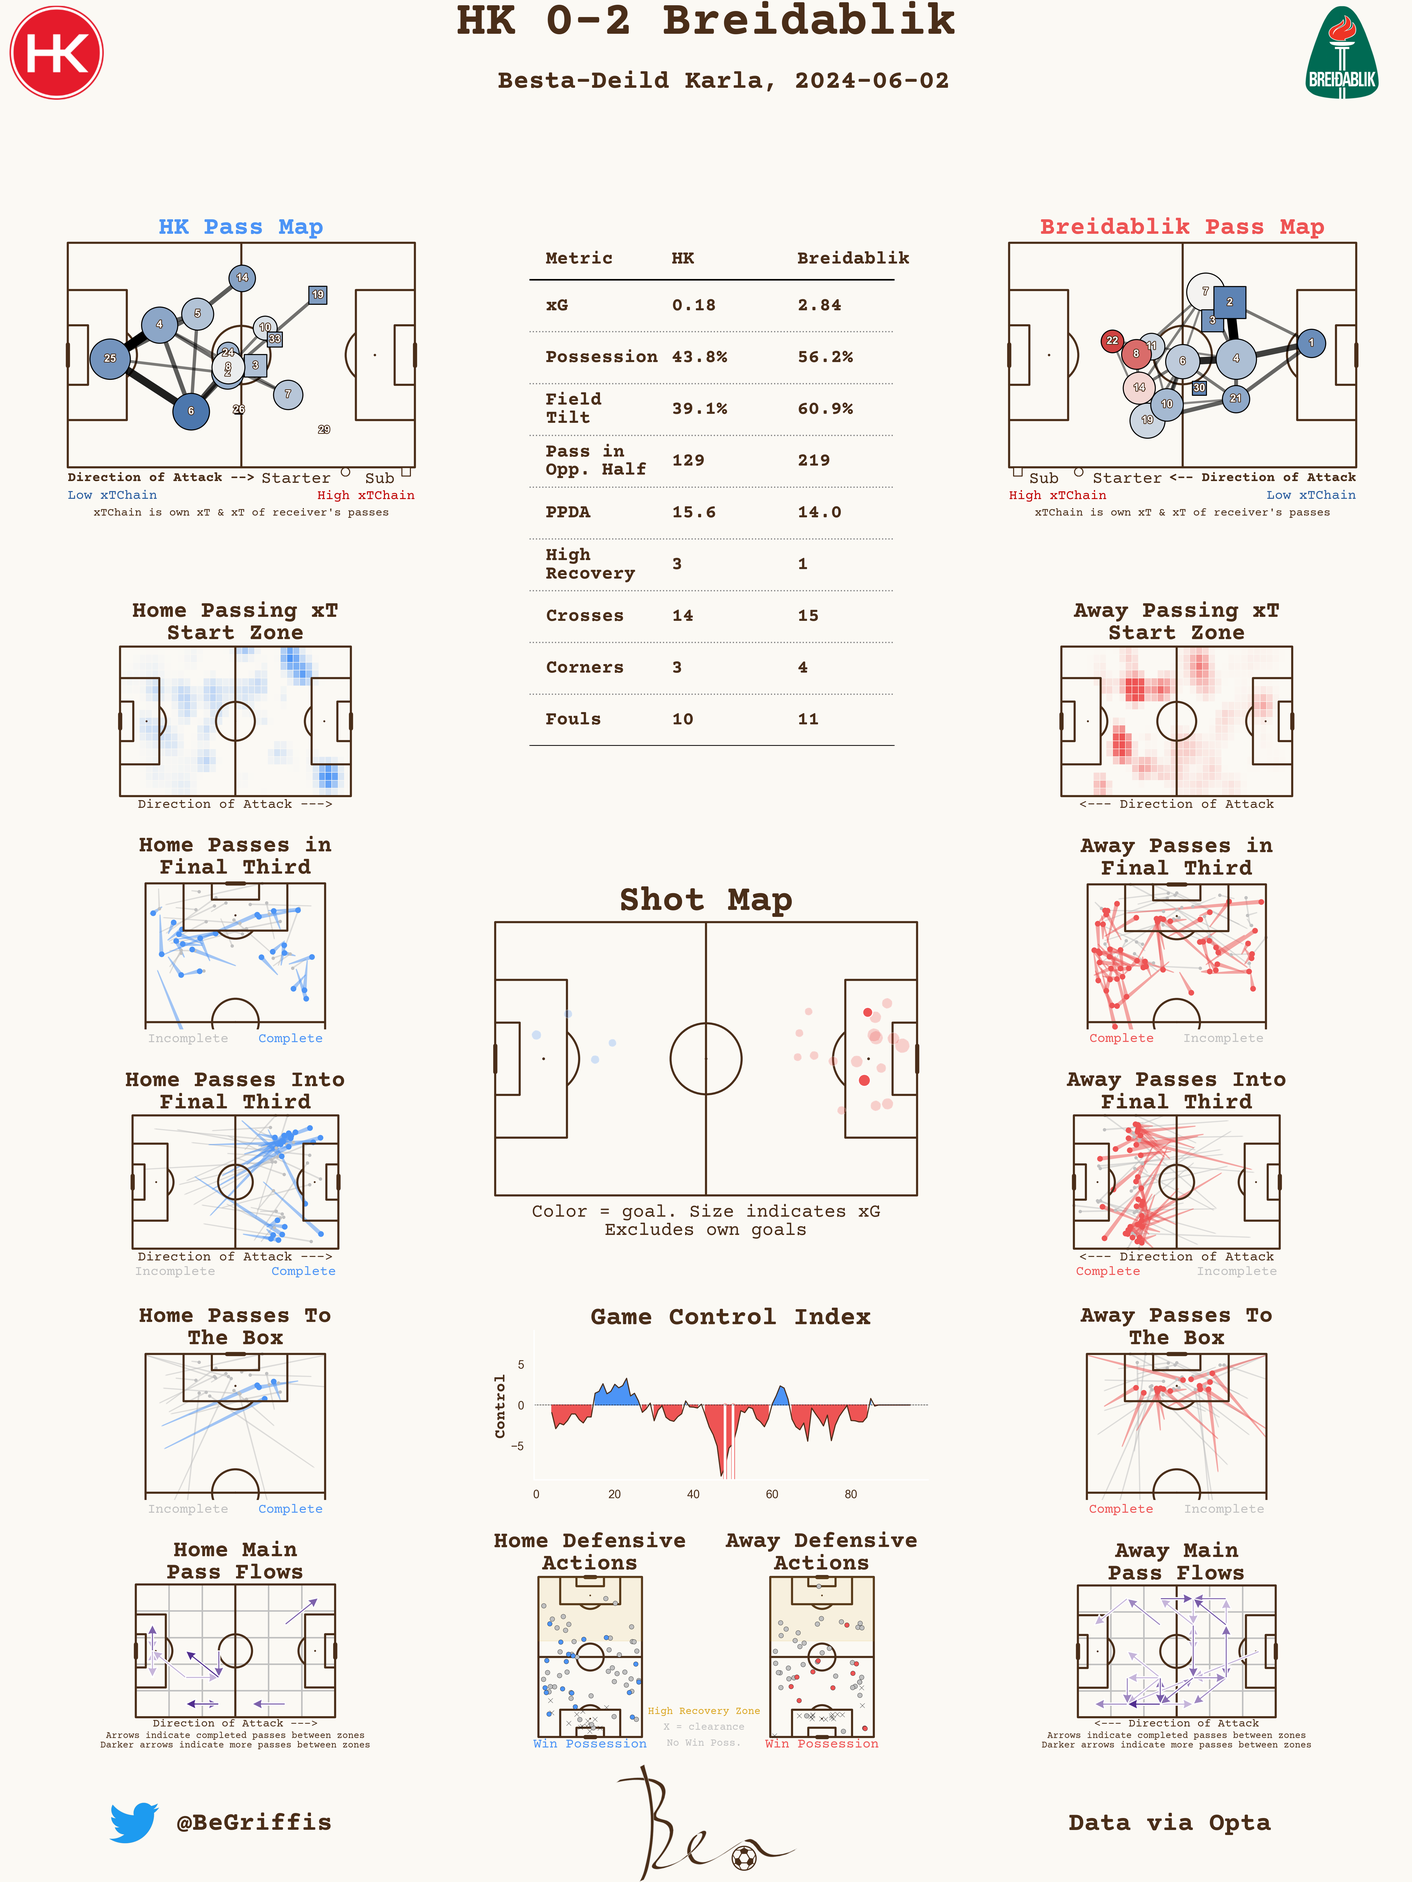 HK 0-2 Breidablik
HK
BREIÐABLIK
Besta-Deild Karla, 2024-06-02
HK Pass Map
14
19
5
4
10
33
24
25
8
3
2
7
6
26
29
Direction of Attack --> Starter Sub
Low xTChain High xTChain
xTChain is own xT & xT of receiver's passes
Metric HK Breidablik
xG 0.18 2.84
Possession 43.8% 56.2%
Field
Tilt 39.1% 60.9%
Pass in
Opp. Half 129 219
PPDA 15.6 14.0
High
Recovery 3 1
Crosses 14 15
Corners 3 4
Fouls 10 11
Breidablik Pass Map
7
2
3
22
11
1
8
6
4
14
30
10
21
19
Sub Starter <-- Direction of Attack
High xTChain Low xTChain
xTChain is own xT & xT of receiver's passes
Home Passing xT
Start Zone
Direction of Attack --->
Away Passing xT
Start Zone
<--- Direction of Attack
Home Passes in
Final Third
Incomplete Complete
Shot Map
Color = goal. Size indicates xG
Excludes own goals
Away Passes in
Final Third
Complete Incomplete
Home Passes Into
Final Third
Direction of Attack --->
Incomplete Complete
Away Passes Into
Final Third
<--- Direction of Attack
Complete Incomplete
Home Passes To
The Box
Incomplete Complete
Game Control Index
Control
5
0
−5
0 20 40 60 80
Away Passes To
The Box
Complete Incomplete
Home Main
Pass Flows
Direction of Attack --->
Arrows indicate completed passes between zones
Darker arrows indicate more passes between zones
Home Defensive
Actions
Win Possession
High Recovery Zone
X = clearance
No Win Poss.
Away Defensive
Actions
Win Possession
Away Main
Pass Flows
<--- Direction of Attack
Arrows indicate completed passes between zones
Darker arrows indicate more passes between zones
@BeGriffis
Ben
Data via Opta